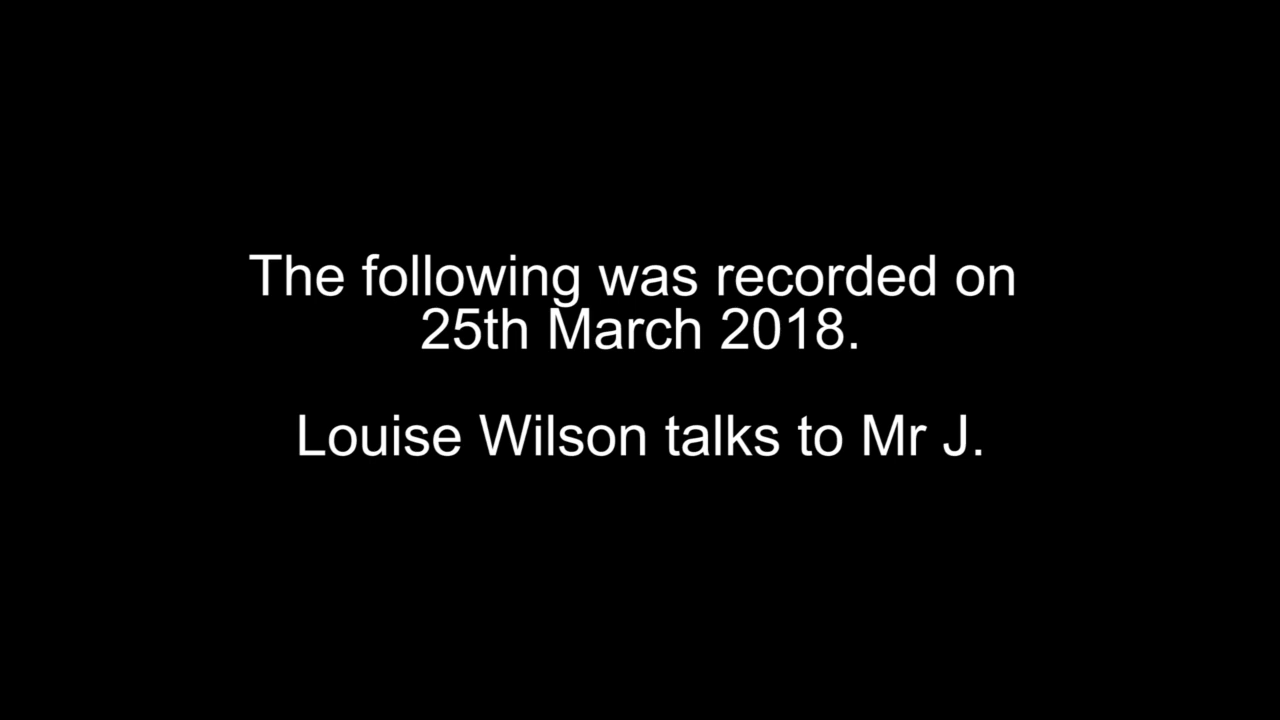 The following was recorded on
25th March 2018.
Louise Wilson talks to Mr J.